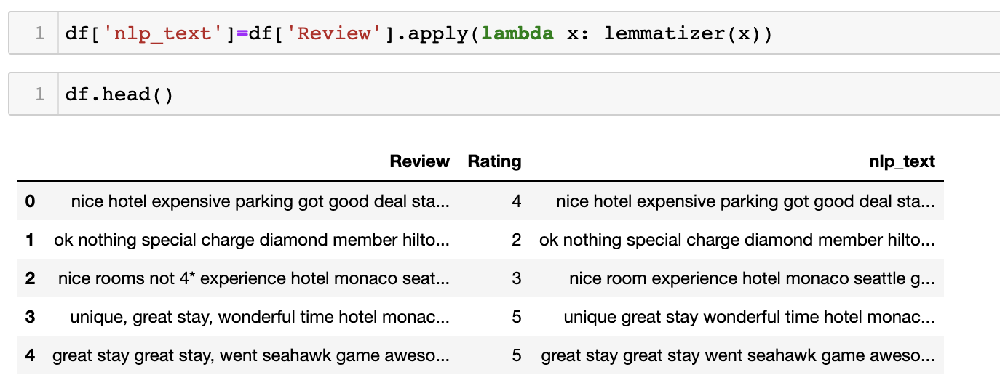 1 df['nlp_text']=df['Review'].apply(lambda x: lemmatizer(x))
1 df.head()
Review Rating nlp_text
0 nice hotel expensive parking got good deal sta... 4 nice hotel expensive parking got good deal sta...
1 ok nothing special charge diamond member hilto... 2 ok nothing special charge diamond member hilto...
2 nice rooms not 4* experience hotel monaco seat... 3 nice room experience hotel monaco seattle g...
3 unique, great stay, wonderful time hotel monac... 5 unique great stay wonderful time hotel monac...
4 great stay great stay, went seahawk game aweso... 5 great stay great stay went seahawk game aweso...